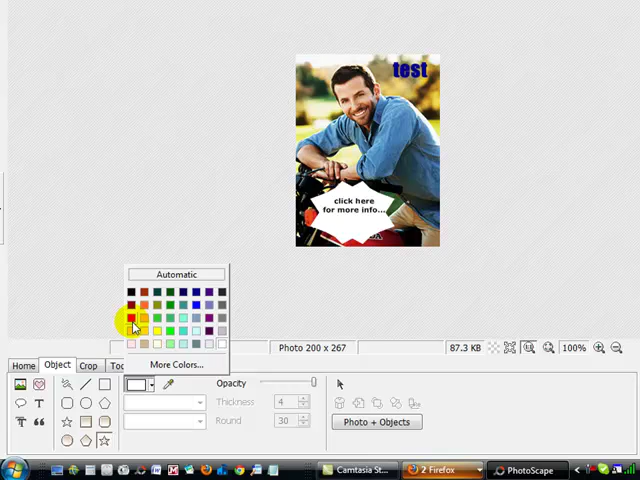 test
click here
for more info...
Automatic
More Colors...
Photo 200 x 267
87.3 KB
100%
Home
Object
Crop
Opacity
Thickness
4
Round
30
Photo + Objects
Camtasia St...
2 Firefox
PhotoScape